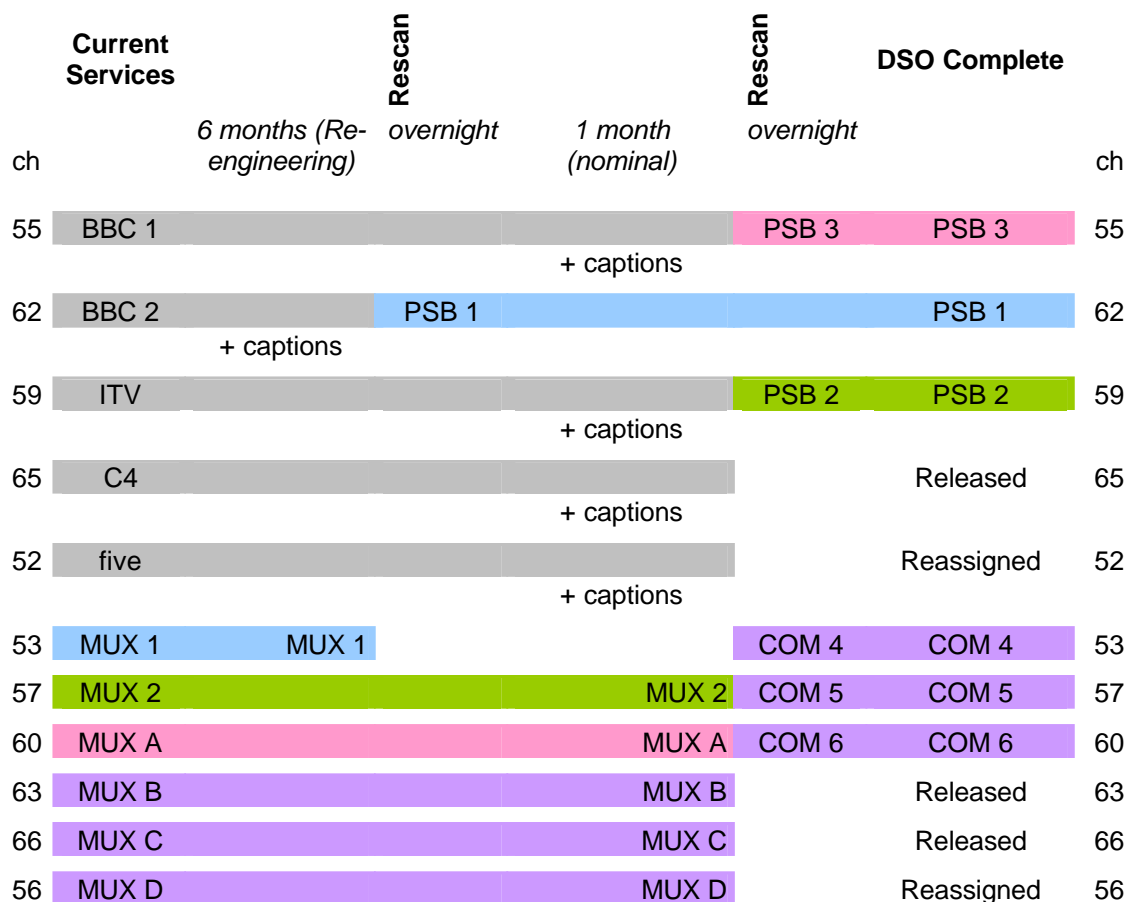 Current
Services
Rescan
Rescan
DSO Complete
6 months (Re-
engineering)
overnight
1 month
(nominal)
overnight
ch
ch
55 BBC 1 PSB 3 PSB 3 55
+ captions
62 BBC 2 PSB 1 PSB 1 62
+ captions
59 ITV PSB 2 PSB 2 59
+ captions
65 C4 Released 65
+ captions
52 five Reassigned 52
+ captions
53 MUX 1 MUX 1 COM 4 COM 4 53
57 MUX 2 MUX 2 COM 5 COM 5 57
60 MUX A MUX A COM 6 COM 6 60
63 MUX B MUX B Released 63
66 MUX C MUX C Released 66
56 MUX D MUX D Reassigned 56